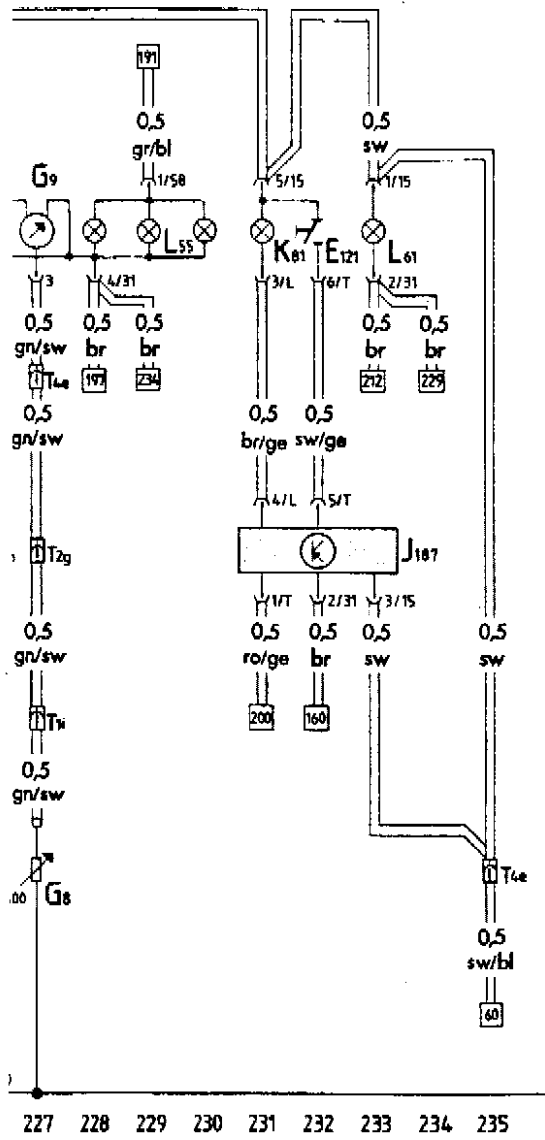 191
0,5
gr/bl
0,5
sw
G9
1/58
5/15
1/15
L55
K81
E121
L61
3
4/31
3/L
6/T
2/31
0,5
0,5
0,5
0,5
0,5
0,5
0,5
gn/sw
br
br
br
br
T4e
197
234
212
229
0,5
gn/sw
0,5
0,5
br/ge
sw/ge
4/L
5/T
T2g
J187
1/T
2/31
3/15
0,5
0,5
0,5
0,5
0,5
gn/sw
ro/ge
br
sw
sw
200
160
0,5
gn/sw
G8
T4e
0,5
sw/bl
60
227 228 229 230 231 232 233 234 235